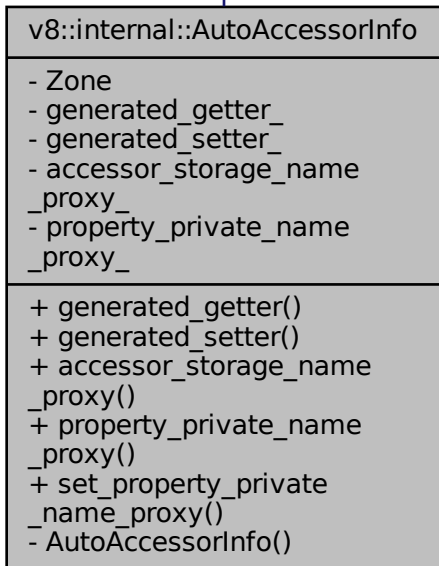 v8::internal::AutoAccessorInfo
- Zone
- generated_getter_
- generated_setter_
- accessor_storage_name
_proxy_
- property_private_name
_proxy_
+ generated_getter()
+ generated_setter()
+ accessor_storage_name
_proxy()
+ property_private_name
_proxy()
+ set_property_private
_name_proxy()
- AutoAccessorInfo()